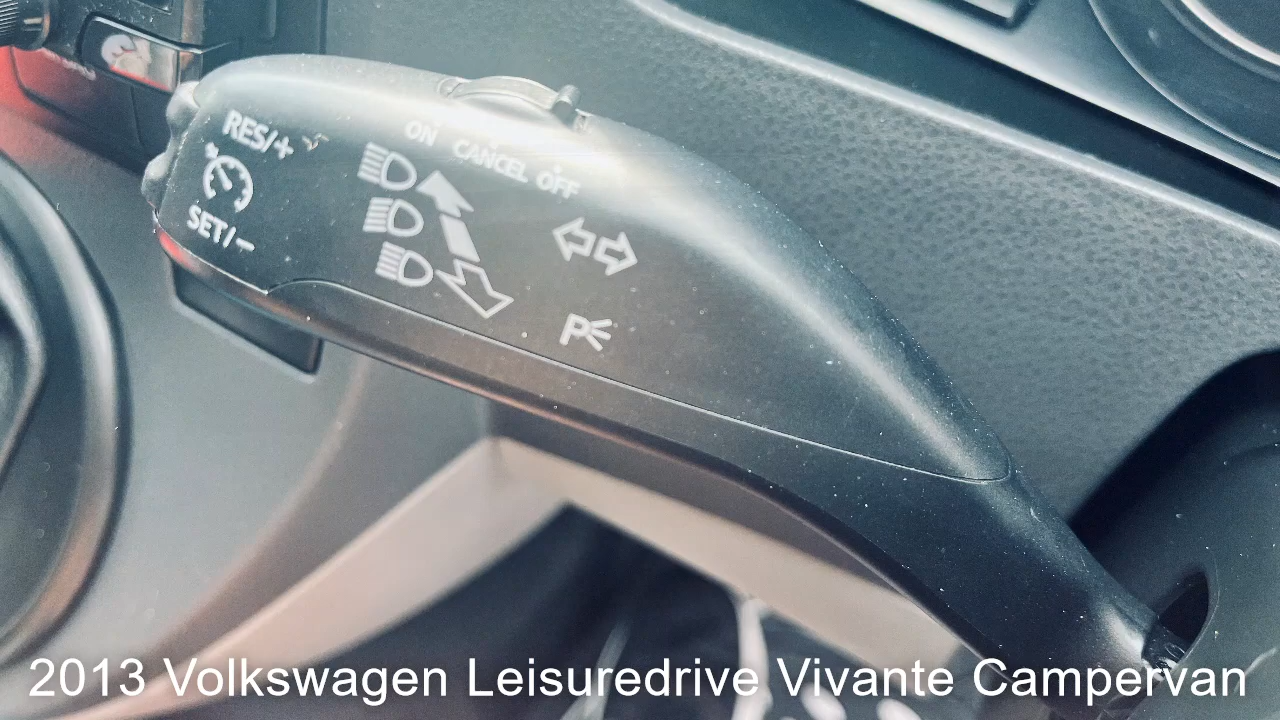 RES/+
SET/-
ON CANCEL OFF
P
2013 Volkswagen Leisuredrive Vivante Campervan